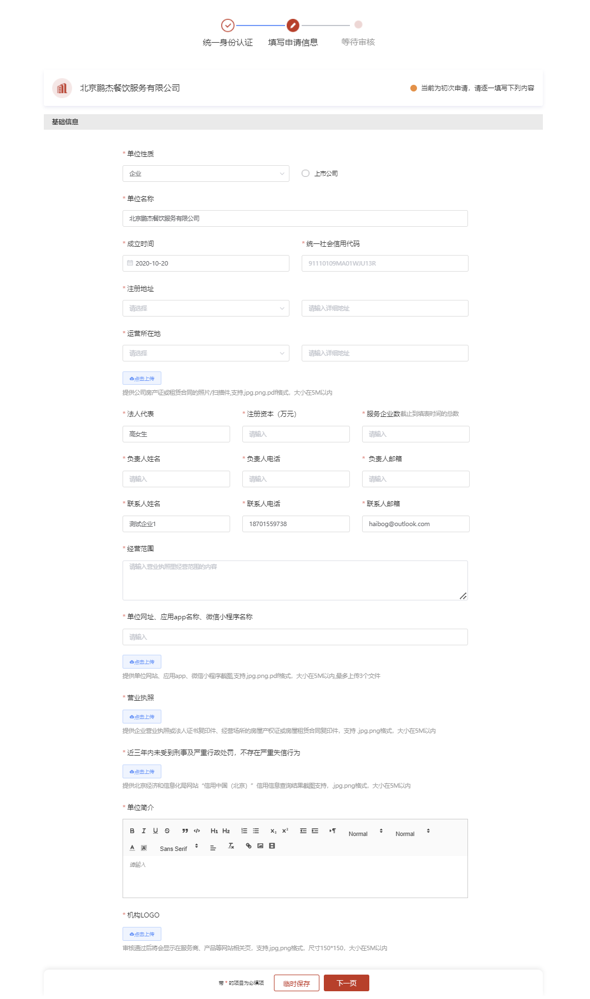 统一身份认证 填写申请信息 等待审核
北京鹏杰餐饮服务有限公司 当前为初次申请，请逐一填写下列内容
基础信息
* 单位性质
企业 上市公司
* 单位名称
北京鹏杰餐饮服务有限公司
* 成立时间 * 统一社会信用代码
2020-10-20 91110109MA01WJU13R
* 注册地址
请选择 请输入详细地址
* 运营所在地
请选择 请输入详细地址
点击上传
提供公司房产证或租赁合同的照片/扫描件,支持.jpg.png.pdf格式，大小在5M以内
* 法人代表 * 注册资本（万元） * 服务企业数截止到填表时间的总数
高女生 请输入 请输入
* 负责人姓名 * 负责人电话 * 负责人邮箱
请输入 请输入 请输入
* 联系人姓名 * 联系人电话 * 联系人邮箱
测试企业1 18701559738 haibog@outlook.com
* 经营范围
请输入营业执照里经营范围的内容
* 单位网址、应用app名称、微信小程序名称
请输入
点击上传
提供单位网站、应用app、微信小程序截图,支持.jpg.png.pdf格式，大小在5M以内,最多上传3个文件
* 营业执照
点击上传
提供企业营业执照或法人证书复印件、经营场所的房屋产权证或房屋租赁合同复印件，支持 .jpg.png格式，大小在5M以内
* 近三年内未受到刑事及严重行政处罚，不存在严重失信行为
点击上传
提供北京经济和信息化局网站“信用中国（北京）”信用信息查询结果截图支持，.jpg.png格式，大小在5M以内
* 单位简介
B I U S H1 H2 X2 X2 Normal Normal
A A Sans Serif Tx
请输入
* 机构LOGO
点击上传
审核通过后将会显示在服务商、产品等网站相关页，支持.jpg,png格式，尺寸150*150，大小在5M以内
带 * 的项目为必填项 临时保存 下一页